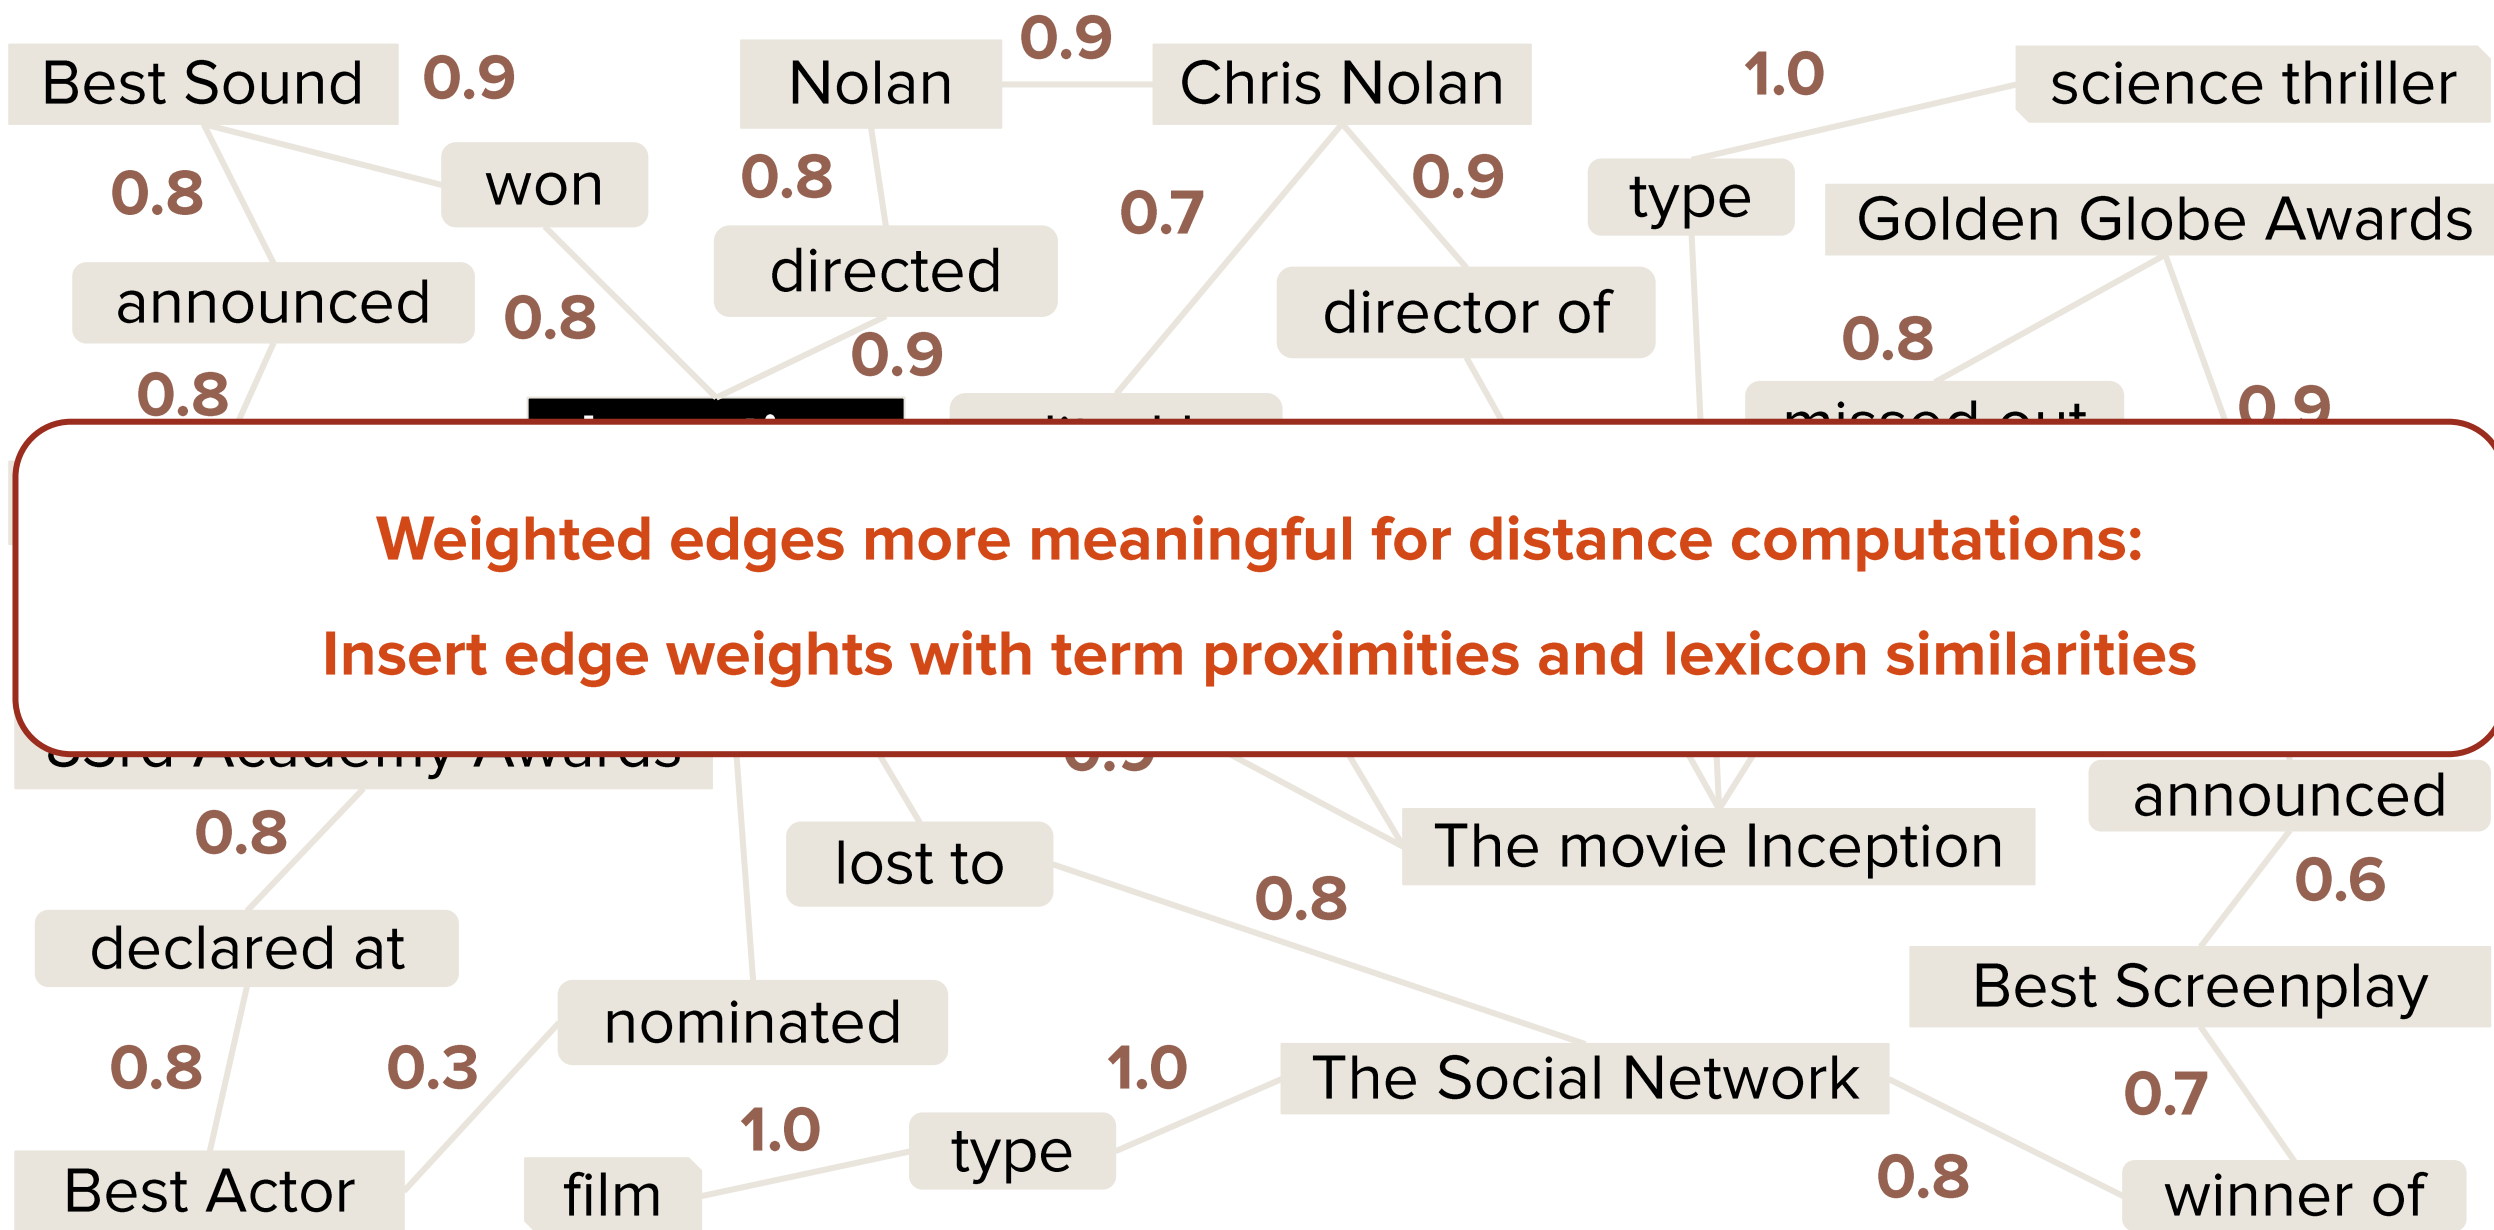 Best Sound
0.9
Nolan
0.9
Chris Nolan
1.0
science thriller
0.8
won
0.8
0.7
0.9
type
Golden Globe Awards
announced
0.8
directed
0.9
director of
0.8
0.8
0.9
Weighted edges more meaningful for distance computations:
Insert edge weights with term proximities and lexicon similarities
0.8
lost to
The movie Inception
announced
0.8
0.6
declared at
nominated
Best Screenplay
0.8
0.3
1.0
The Social Network
0.7
1.0
type
0.8
Best Actor
film
winner of